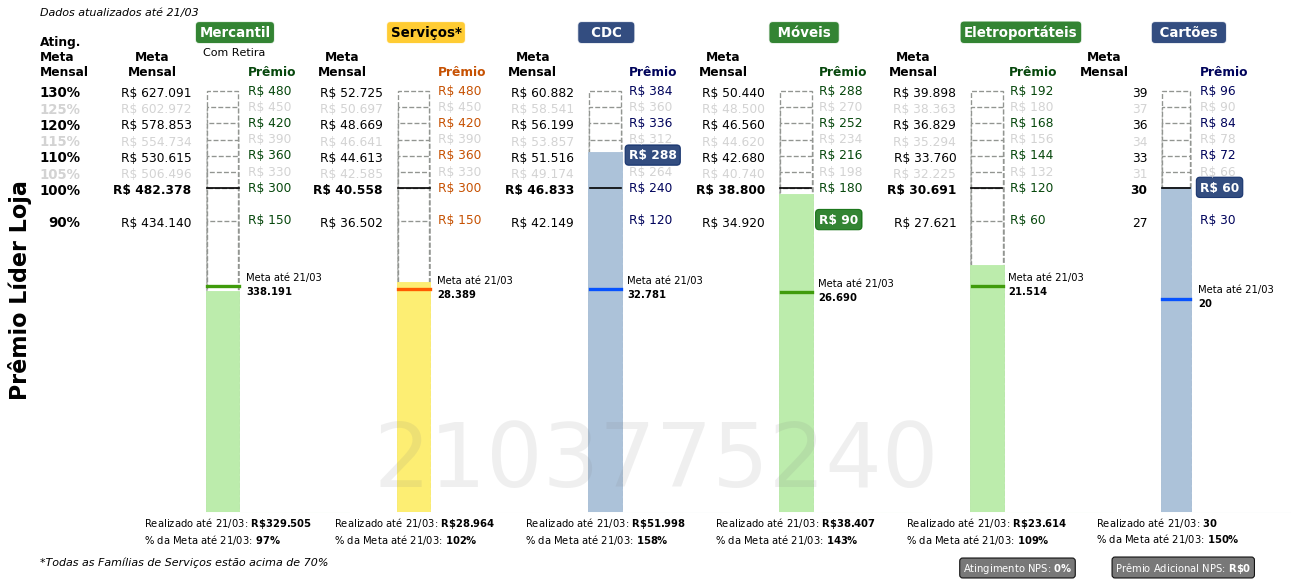 Dados atualizados até 21/03
Mercantil Serviços* CDC Móveis Eletroportáteis Cartões
Com Retira
Ating. Meta Mensal
Meta Mensal Prêmio Meta Mensal Prêmio Meta Mensal Prêmio Meta Mensal Prêmio Meta Mensal Prêmio Meta Mensal Prêmio
130% R$ 627.091 R$ 480 R$ 52.725 R$ 480 R$ 60.882 R$ 384 R$ 50.440 R$ 288 R$ 39.898 R$ 192 39 R$ 96
125% R$ 602.972 R$ 450 R$ 50.697 R$ 450 R$ 58.541 R$ 360 R$ 48.500 R$ 270 R$ 38.363 R$ 180 37 R$ 90
120% R$ 578.853 R$ 420 R$ 48.669 R$ 420 R$ 56.199 R$ 336 R$ 46.560 R$ 252 R$ 36.829 R$ 168 36 R$ 84
115% R$ 554.734 R$ 390 R$ 46.641 R$ 390 R$ 53.857 R$ 312 R$ 44.620 R$ 234 R$ 35.294 R$ 156 34 R$ 78
110% R$ 530.615 R$ 360 R$ 44.613 R$ 360 R$ 51.516 R$ 288 R$ 42.680 R$ 216 R$ 33.760 R$ 144 33 R$ 72
105% R$ 506.496 R$ 330 R$ 42.585 R$ 330 R$ 49.174 R$ 264 R$ 40.740 R$ 198 R$ 32.225 R$ 132 31 R$ 66
100% R$ 482.378 R$ 300 R$ 40.558 R$ 300 R$ 46.833 R$ 240 R$ 38.800 R$ 180 R$ 30.691 R$ 120 30 R$ 60
90% R$ 434.140 R$ 150 R$ 36.502 R$ 150 R$ 42.149 R$ 120 R$ 34.920 R$ 90 R$ 27.621 R$ 60 27 R$ 30
Prêmio Líder Loja
Meta até 21/03 Meta até 21/03 Meta até 21/03 Meta até 21/03 Meta até 21/03 Meta até 21/03
338.191 28.389 32.781 26.690 21.514 20
2103775240
Realizado até 21/03: R$329.505 Realizado até 21/03: R$28.964 Realizado até 21/03: R$51.998 Realizado até 21/03: R$38.407 Realizado até 21/03: R$23.614 Realizado até 21/03: 30
% da Meta até 21/03: 97% % da Meta até 21/03: 102% % da Meta até 21/03: 158% % da Meta até 21/03: 143% % da Meta até 21/03: 109% % da Meta até 21/03: 150%
*Todas as Famílias de Serviços estão acima de 70%
Atingimento NPS: 0% Prêmio Adicional NPS: R$0